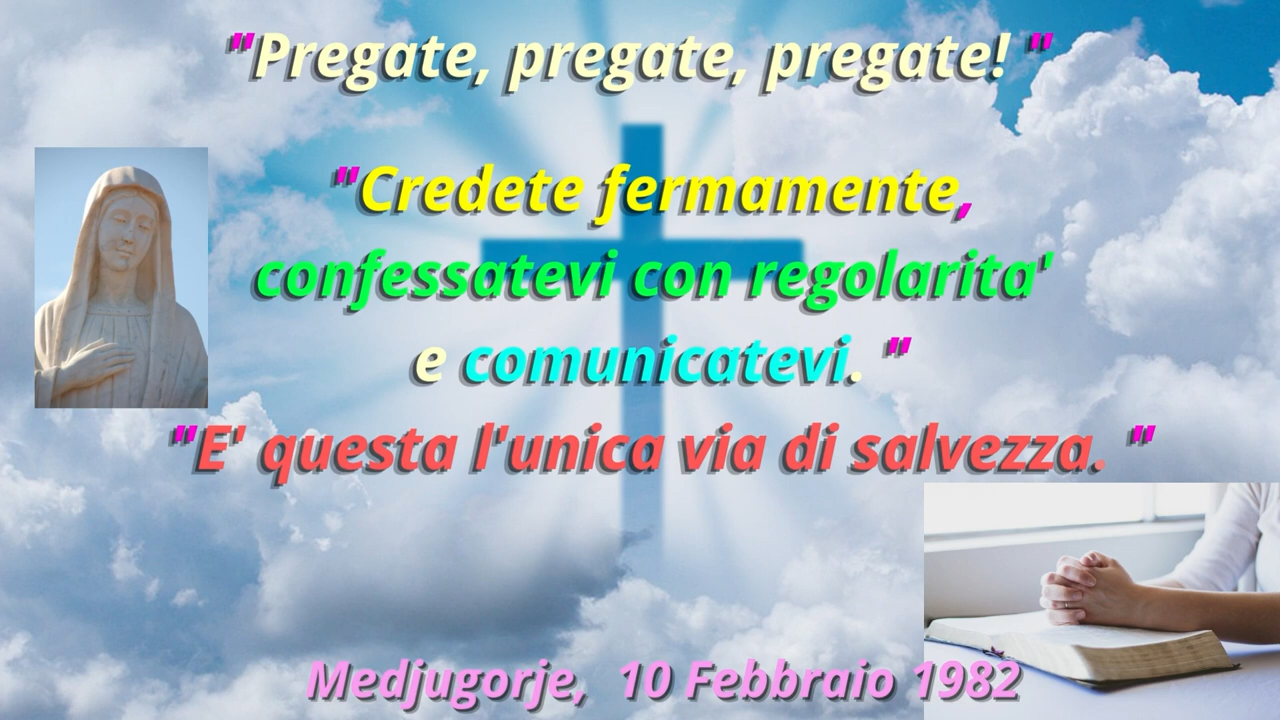 "Pregate, pregate, pregate! "
"Credete fermamente,
confessatevi con regolarita'
e comunicatevi. "
"E' questa l'unica via di salvezza. "
Medjugorje, 10 Febbraio 1982